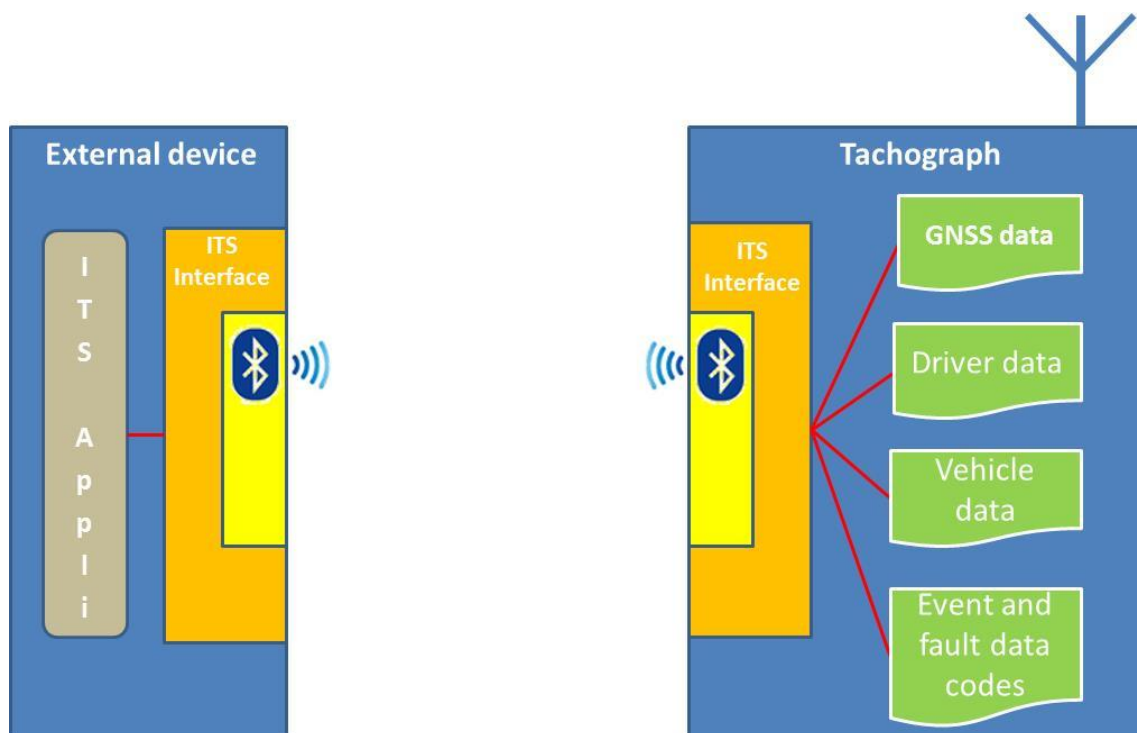 External device
ITS
Interface
I
T
S
A
p
p
l
i
Tachograph
ITS
Interface
GNSS data
Driver data
Vehicle
data
Event and
fault data
codes